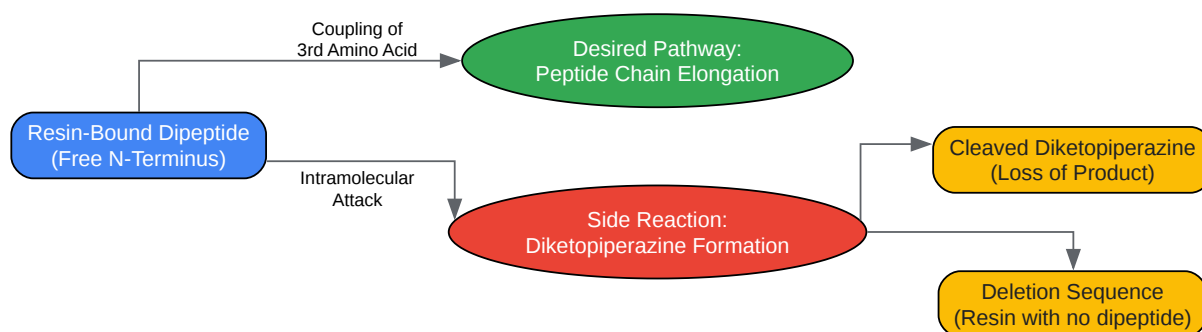 Coupling of
3rd Amino Acid
Desired Pathway:
Peptide Chain Elongation
Resin-Bound Dipeptide
(Free N-Terminus)
Intramolecular
Attack
Side Reaction:
Diketopiperazine Formation
Cleaved Diketopiperazine
(Loss of Product)
Deletion Sequence
(Resin with no dipeptide)